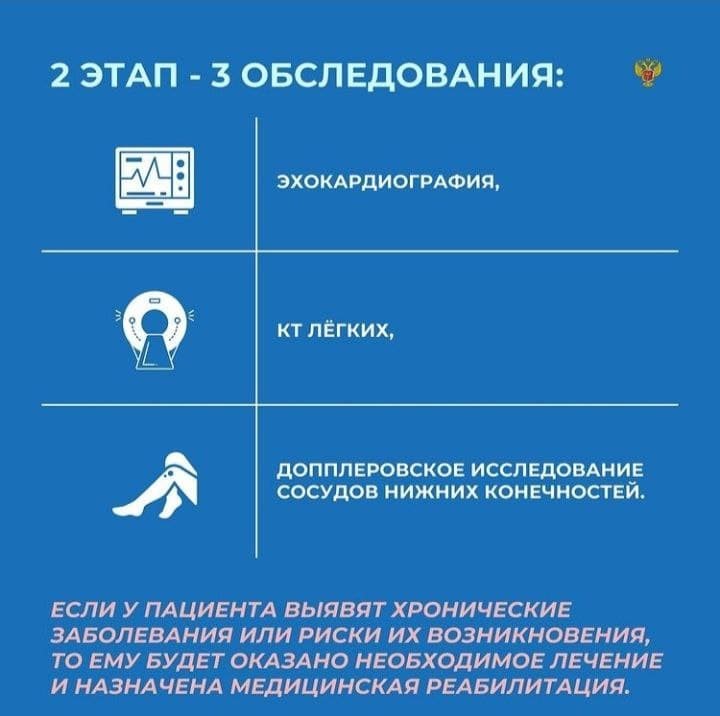 2 ЭТАП - 3 ОБСЛЕДОВАНИЯ:
ЭХОКАРДИОГРАФИЯ,
КТ ЛЁГКИХ,
ДОППЛЕРОВСКОЕ ИССЛЕДОВАНИЕ
СОСУДОВ НИЖНИХ КОНЕЧНОСТЕЙ.
ЕСЛИ У ПАЦИЕНТА ВЫЯВЯТ ХРОНИЧЕСКИЕ
ЗАБОЛЕВАНИЯ ИЛИ РИСКИ ИХ ВОЗНИКНОВЕНИЯ,
ТО ЕМУ БУДЕТ ОКАЗАНО НЕОБХОДИМОЕ ЛЕЧЕНИЕ
И НАЗНАЧЕНА МЕДИЦИНСКАЯ РЕАБИЛИТАЦИЯ.